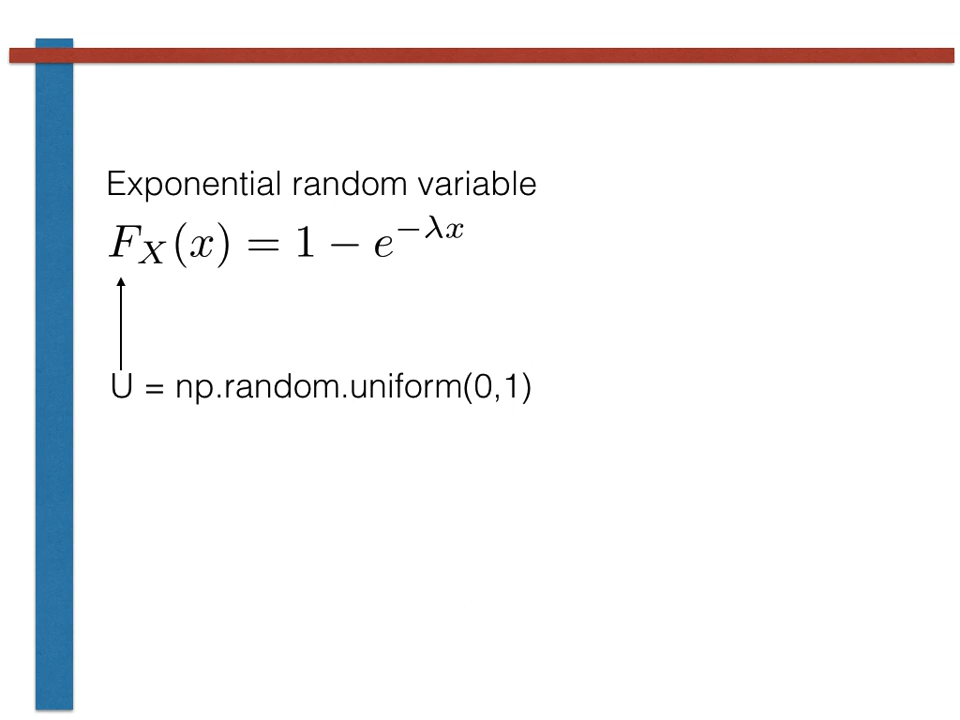 Exponential random variable
F_X(x) = 1 − e^{−λx}
U = np.random.uniform(0,1)